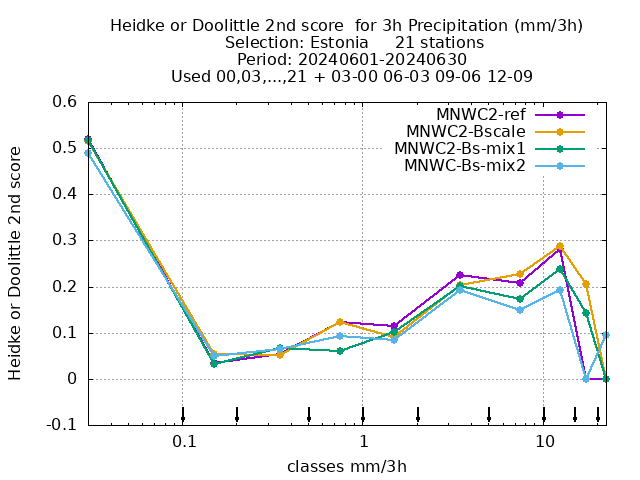 Heidke or Doolittle 2nd score  for 3h Precipitation (mm/3h)
Selection: Estonia     21 stations
Period: 20240601-20240630
Used 00,03,...,21 + 03-00 06-03 09-06 12-09
MNWC2-ref
MNWC2-Bscale
MNWC2-Bs-mix1
MNWC-Bs-mix2
Heidke or Doolittle 2nd score
0.6
0.5
0.4
0.3
0.2
0.1
0
-0.1
0.1 1 10
classes mm/3h